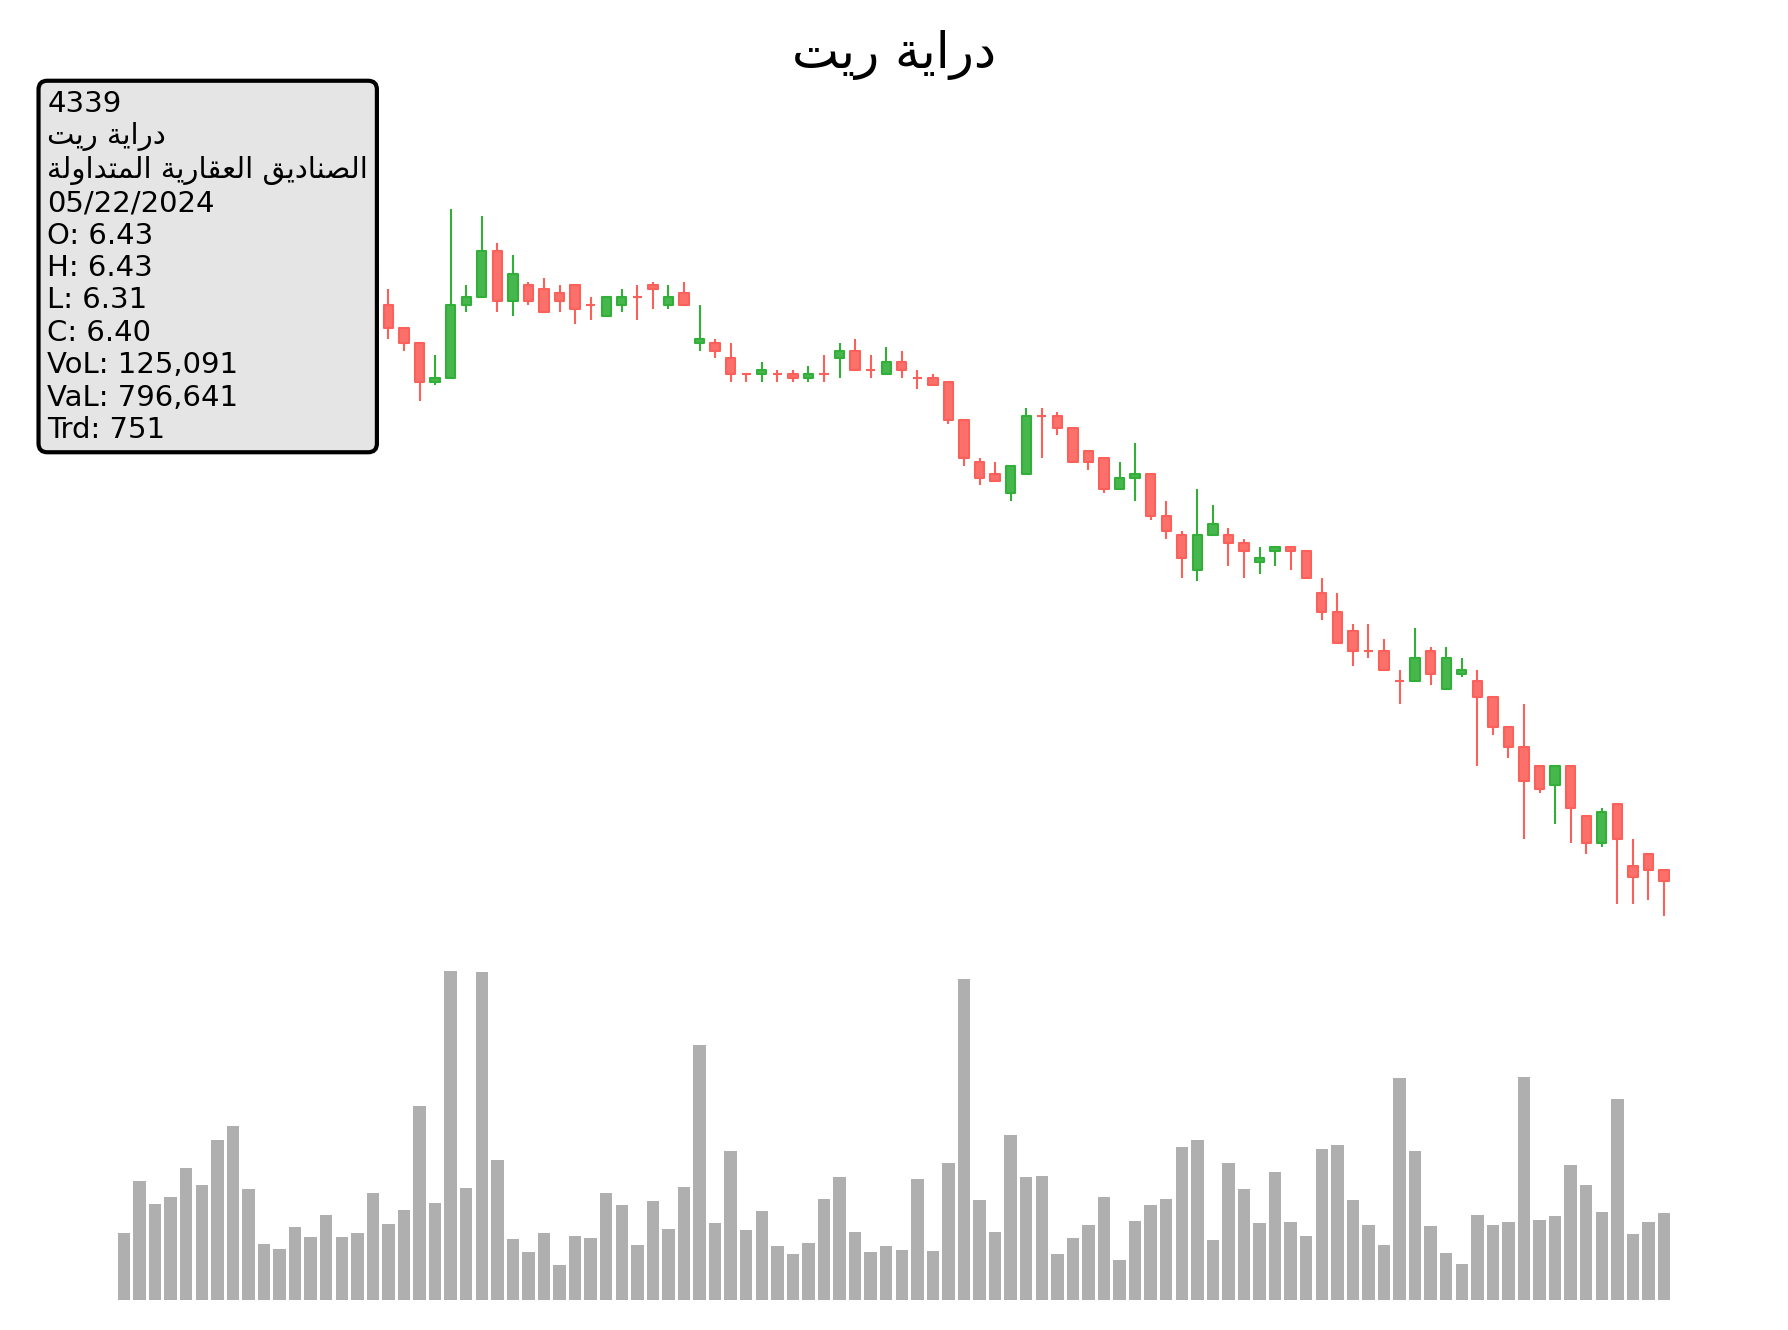 دراية ريت
4339
دراية ريت
الصناديق العقارية المتداولة
05/22/2024
O: 6.43
H: 6.43
L: 6.31
C: 6.40
VoL: 125,091
VaL: 796,641
Trd: 751